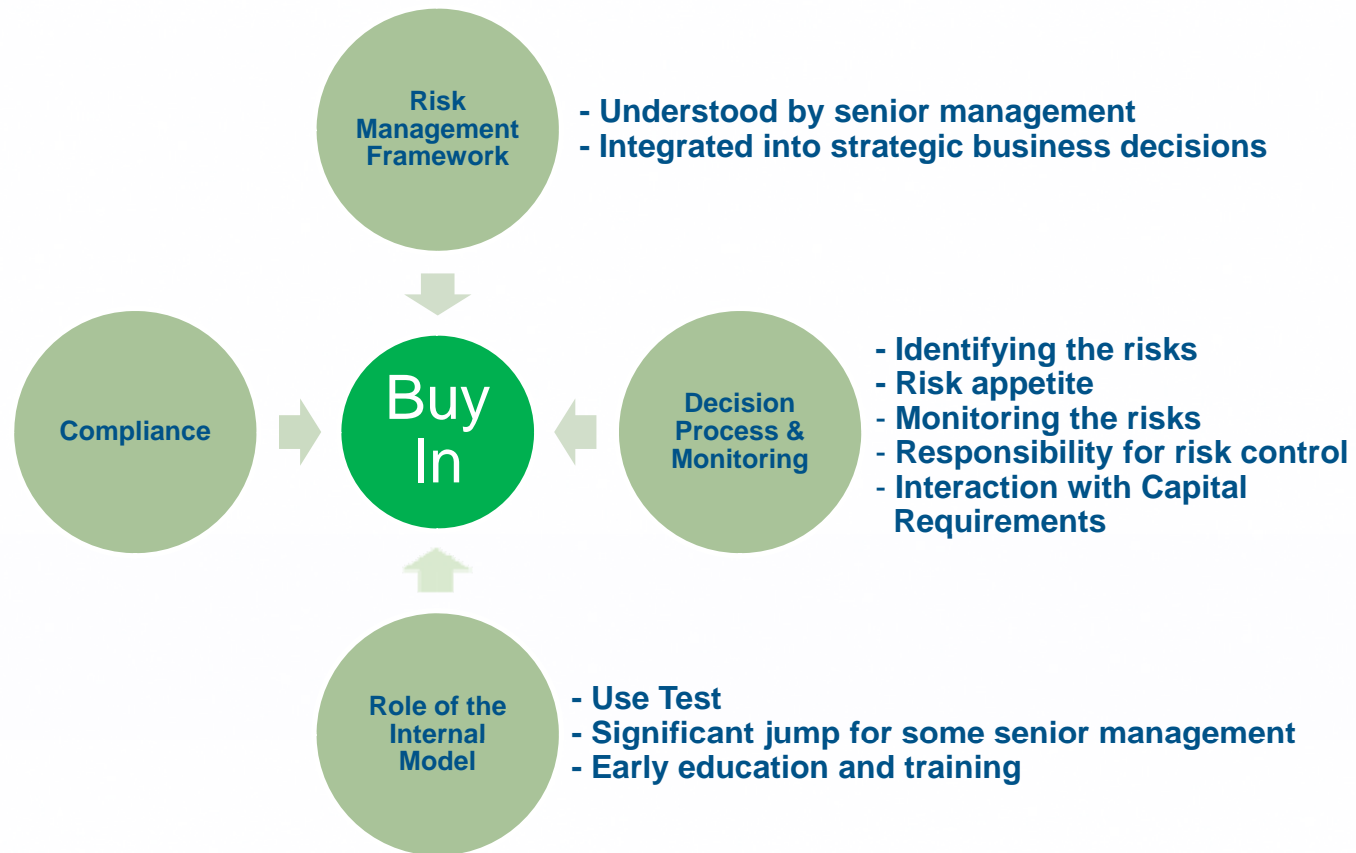 Risk
Management
Framework
- Understood by senior management
- Integrated into strategic business decisions
Compliance
Buy
In
Decision
Process &
Monitoring
- Identifying the risks
- Risk appetite
- Monitoring the risks
- Responsibility for risk control
- Interaction with Capital
Requirements
Role of the
Internal
Model
- Use Test
- Significant jump for some senior management
- Early education and training